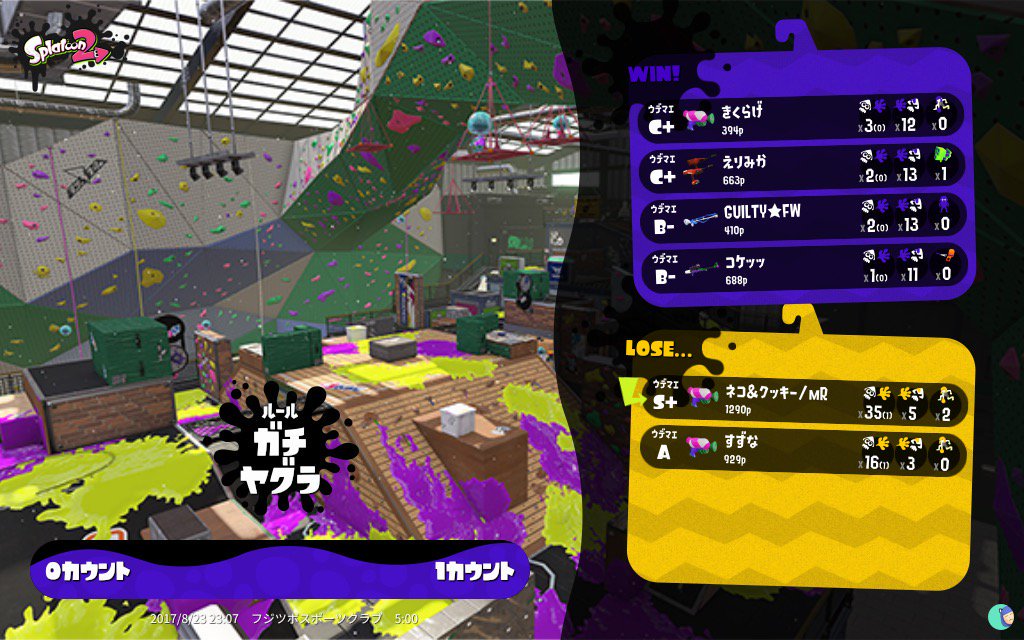 Splatoon 2
ルール
ガチ
ヤグラ
0カウント 1カウント
2017/8/23 23:07 フジツボスポーツクラブ 5:00
WIN!
ウデマエ C+ きくらげ 394p x3(0) x12 x0
ウデマエ C+ えりみか 663p x2(0) x13 x1
ウデマエ B- GUILTY★FW 410p x2(0) x13 x0
ウデマエ B- コケッッ 688p x1(0) x11 x0
LOSE...
ウデマエ S+ ネコ&クッキー/MR 1290p x35(1) x5 x2
ウデマエ A すずな 929p x16(1) x3 x0